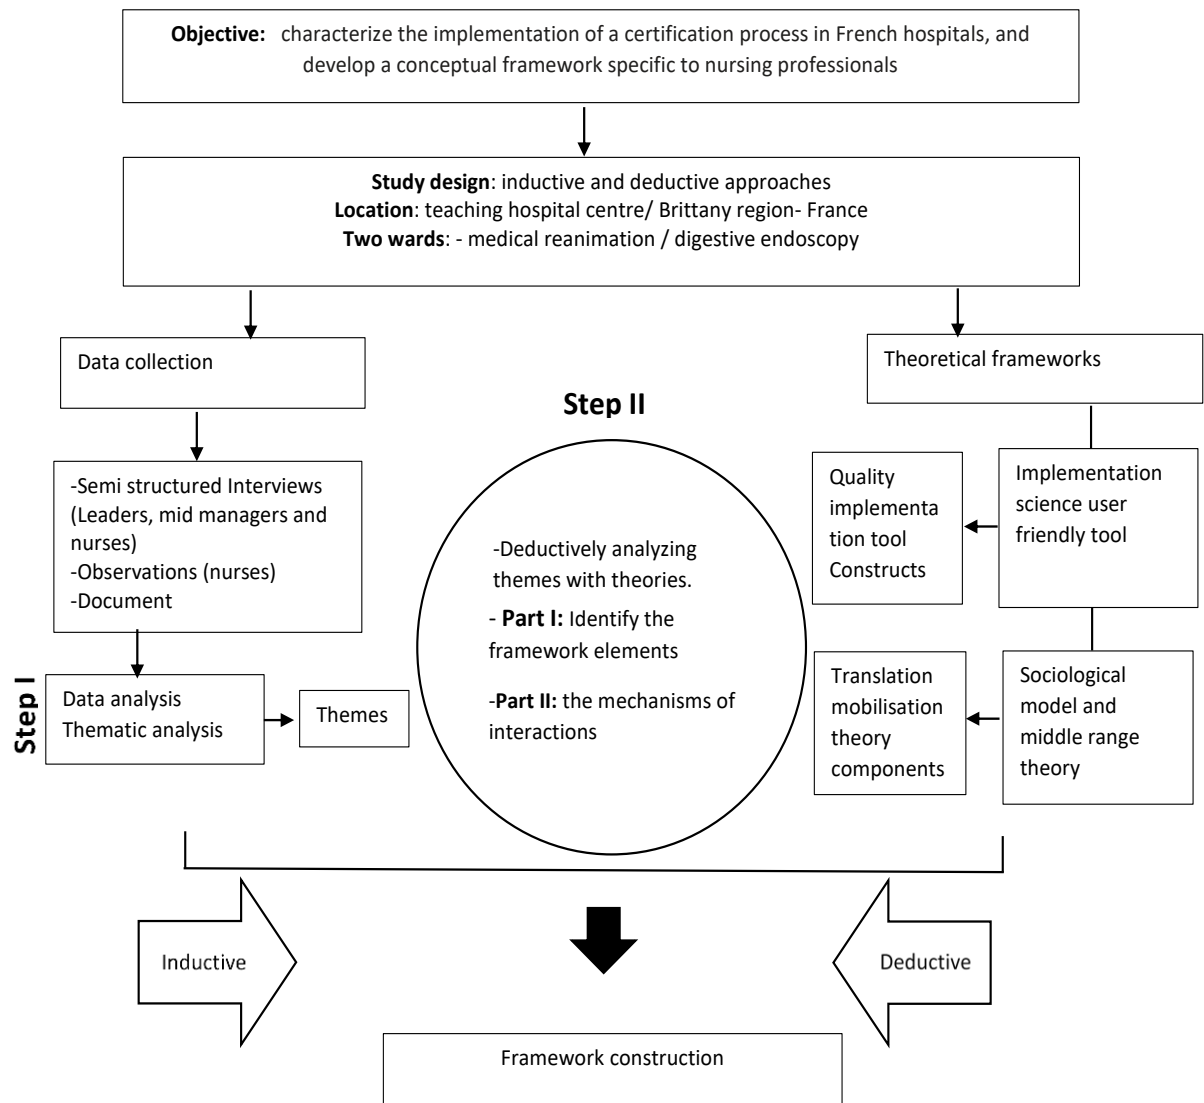 Objective: characterize the implementation of a certification process in French hospitals, and
develop a conceptual framework specific to nursing professionals
Study design: inductive and deductive approaches
Location: teaching hospital centre/ Brittany region- France
Two wards: - medical reanimation / digestive endoscopy
Data collection
-Semi structured Interviews
(Leaders, mid managers and
nurses)
-Observations (nurses)
-Document
Step I
Data analysis
Thematic analysis
Themes
Step II
-Deductively analyzing
themes with theories.
- Part I: Identify the
framework elements
-Part II: the mechanisms of
interactions
Theoretical frameworks
Quality
implementa
tion tool
Constructs
Implementation
science user
friendly tool
Translation
mobilisation
theory
components
Sociological
model and
middle range
theory
Inductive
Deductive
Framework construction